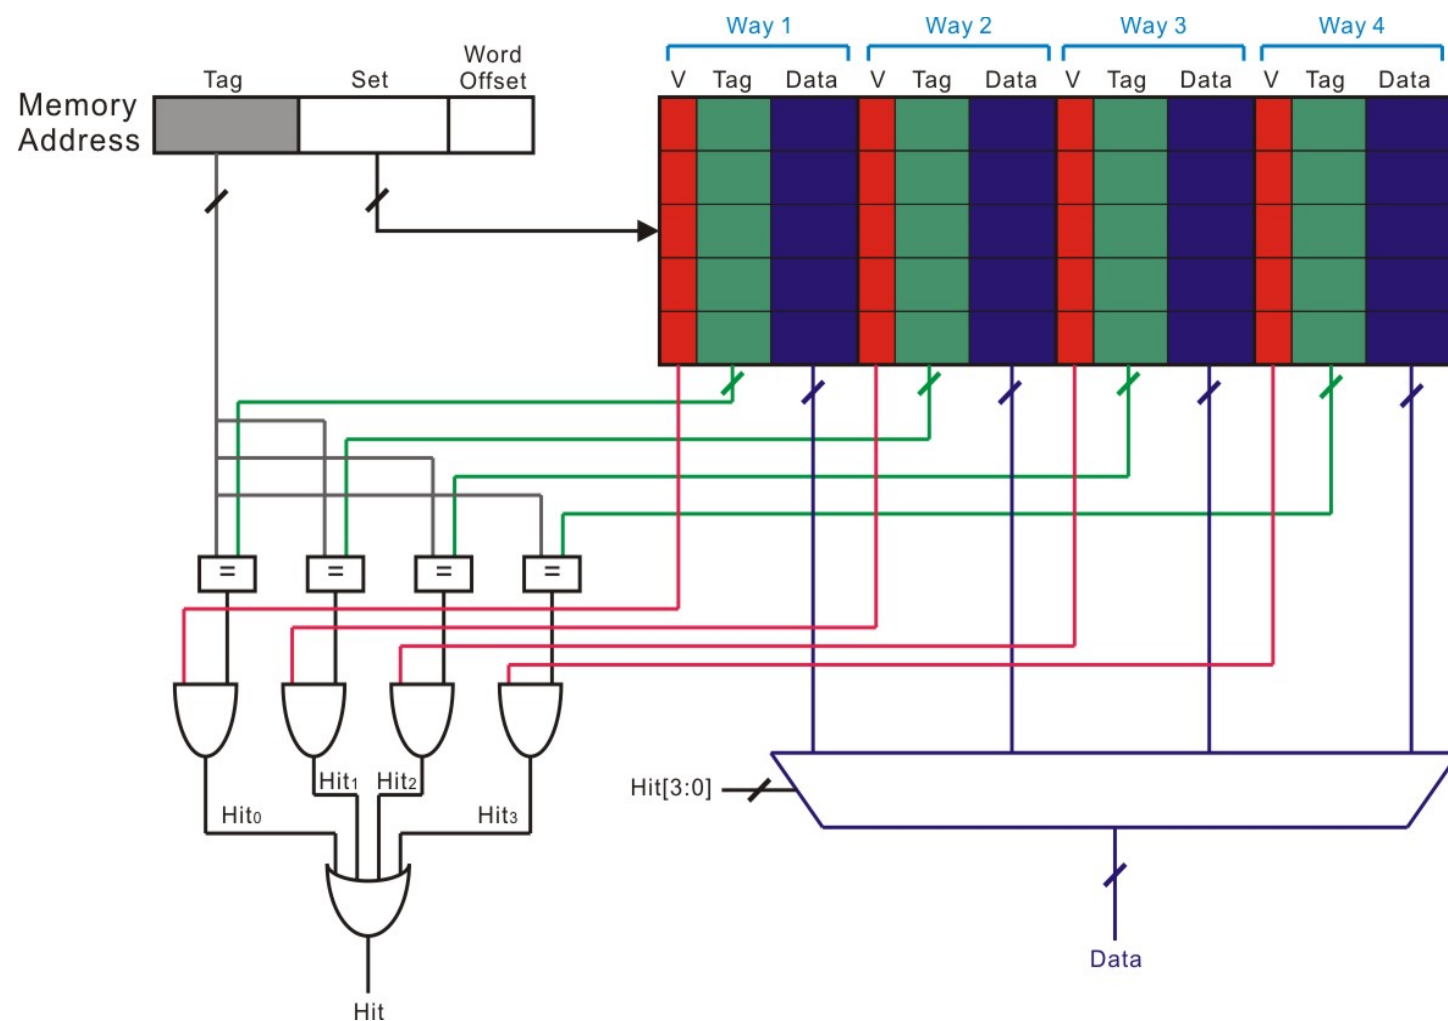 Way 1 Way 2 Way 3 Way 4
Tag Set Word
Offset
V Tag Data V Tag Data V Tag Data V Tag Data
Memory
Address
= = = =
Hit1 Hit2
Hit[3:0]
Hit0 Hit3
Data
Hit